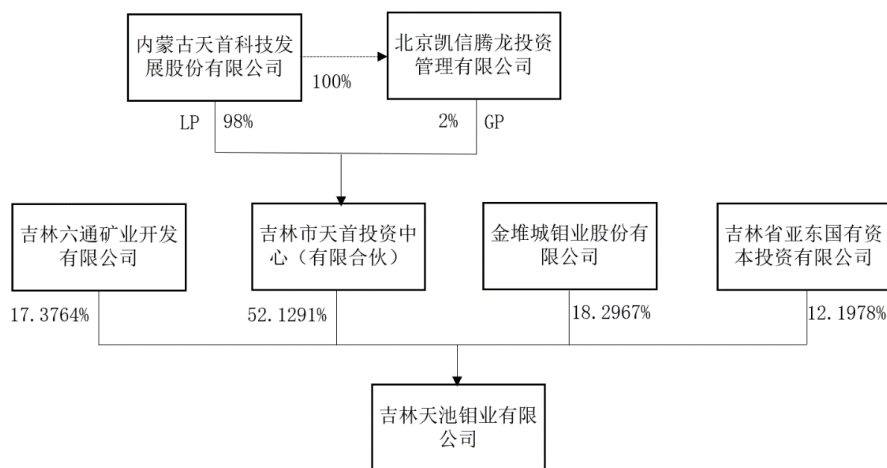 内蒙古天首科技发
展股份有限公司
北京凯信腾龙投资
管理有限公司
100%
LP
98%
2%
GP
吉林六通矿业开发
有限公司
吉林市天首投资中
心（有限合伙）
金堆城钼业股份有
限公司
吉林省亚东国有资
本投资有限公司
17.3764%
52.1291%
18.2967%
12.1978%
吉林天池钼业有限
公司